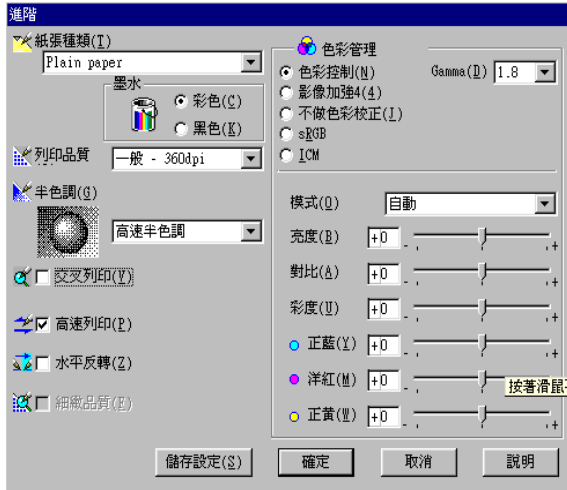 進階
紙張種類(T)
Plain paper
墨水
彩色(C)
黑色(K)
列印品質
一般 - 360dpi
半色調(G)
高速半色調
交叉列印(V)
高速列印(P)
水平反轉(Z)
細緻品質(F)
色彩管理
色彩控制(N)
Gamma(D) 1.8
影像加強4(4)
不做色彩校正(J)
sRGB
ICM
模式(O) 自動
亮度(B) +0 - +
對比(A) +0 - +
彩度(U) +0 - +
正藍(Y) +0 - +
洋紅(M) +0 -
按著滑鼠
正黃(W) +0 - +
儲存設定(S)
確定
取消
說明